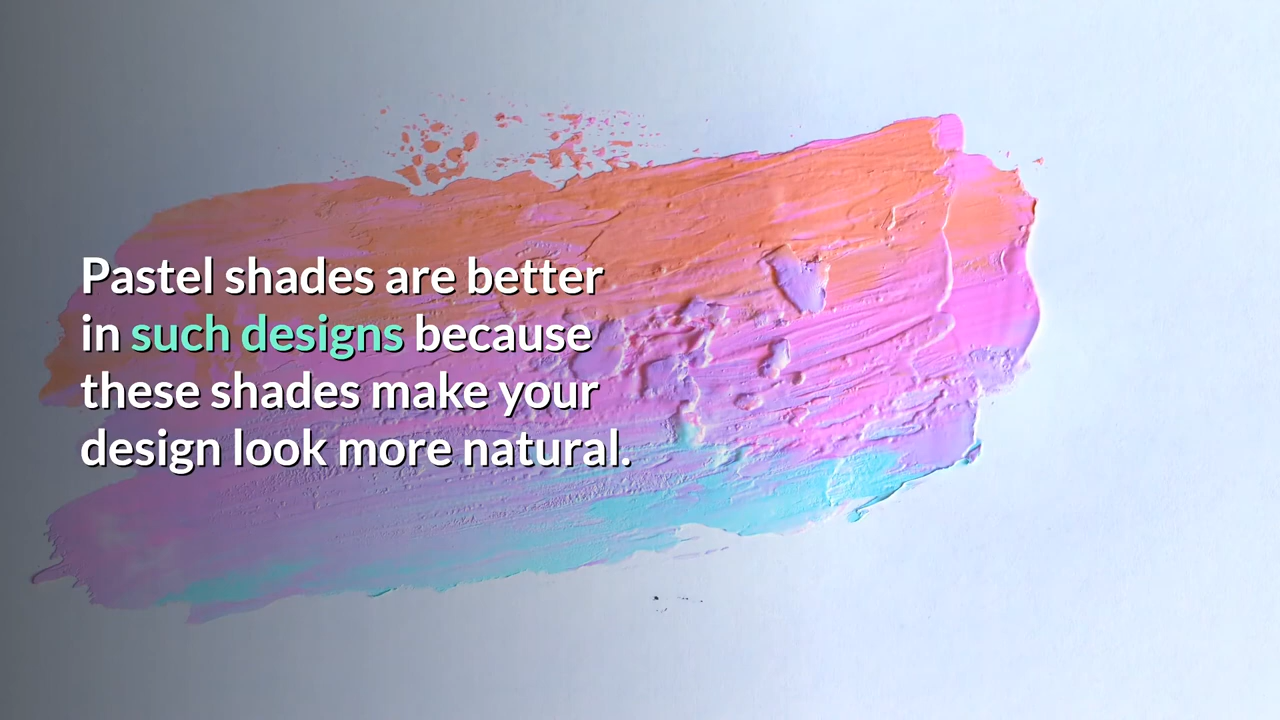 Pastel shades are better
in such designs because
these shades make your
design look more natural.